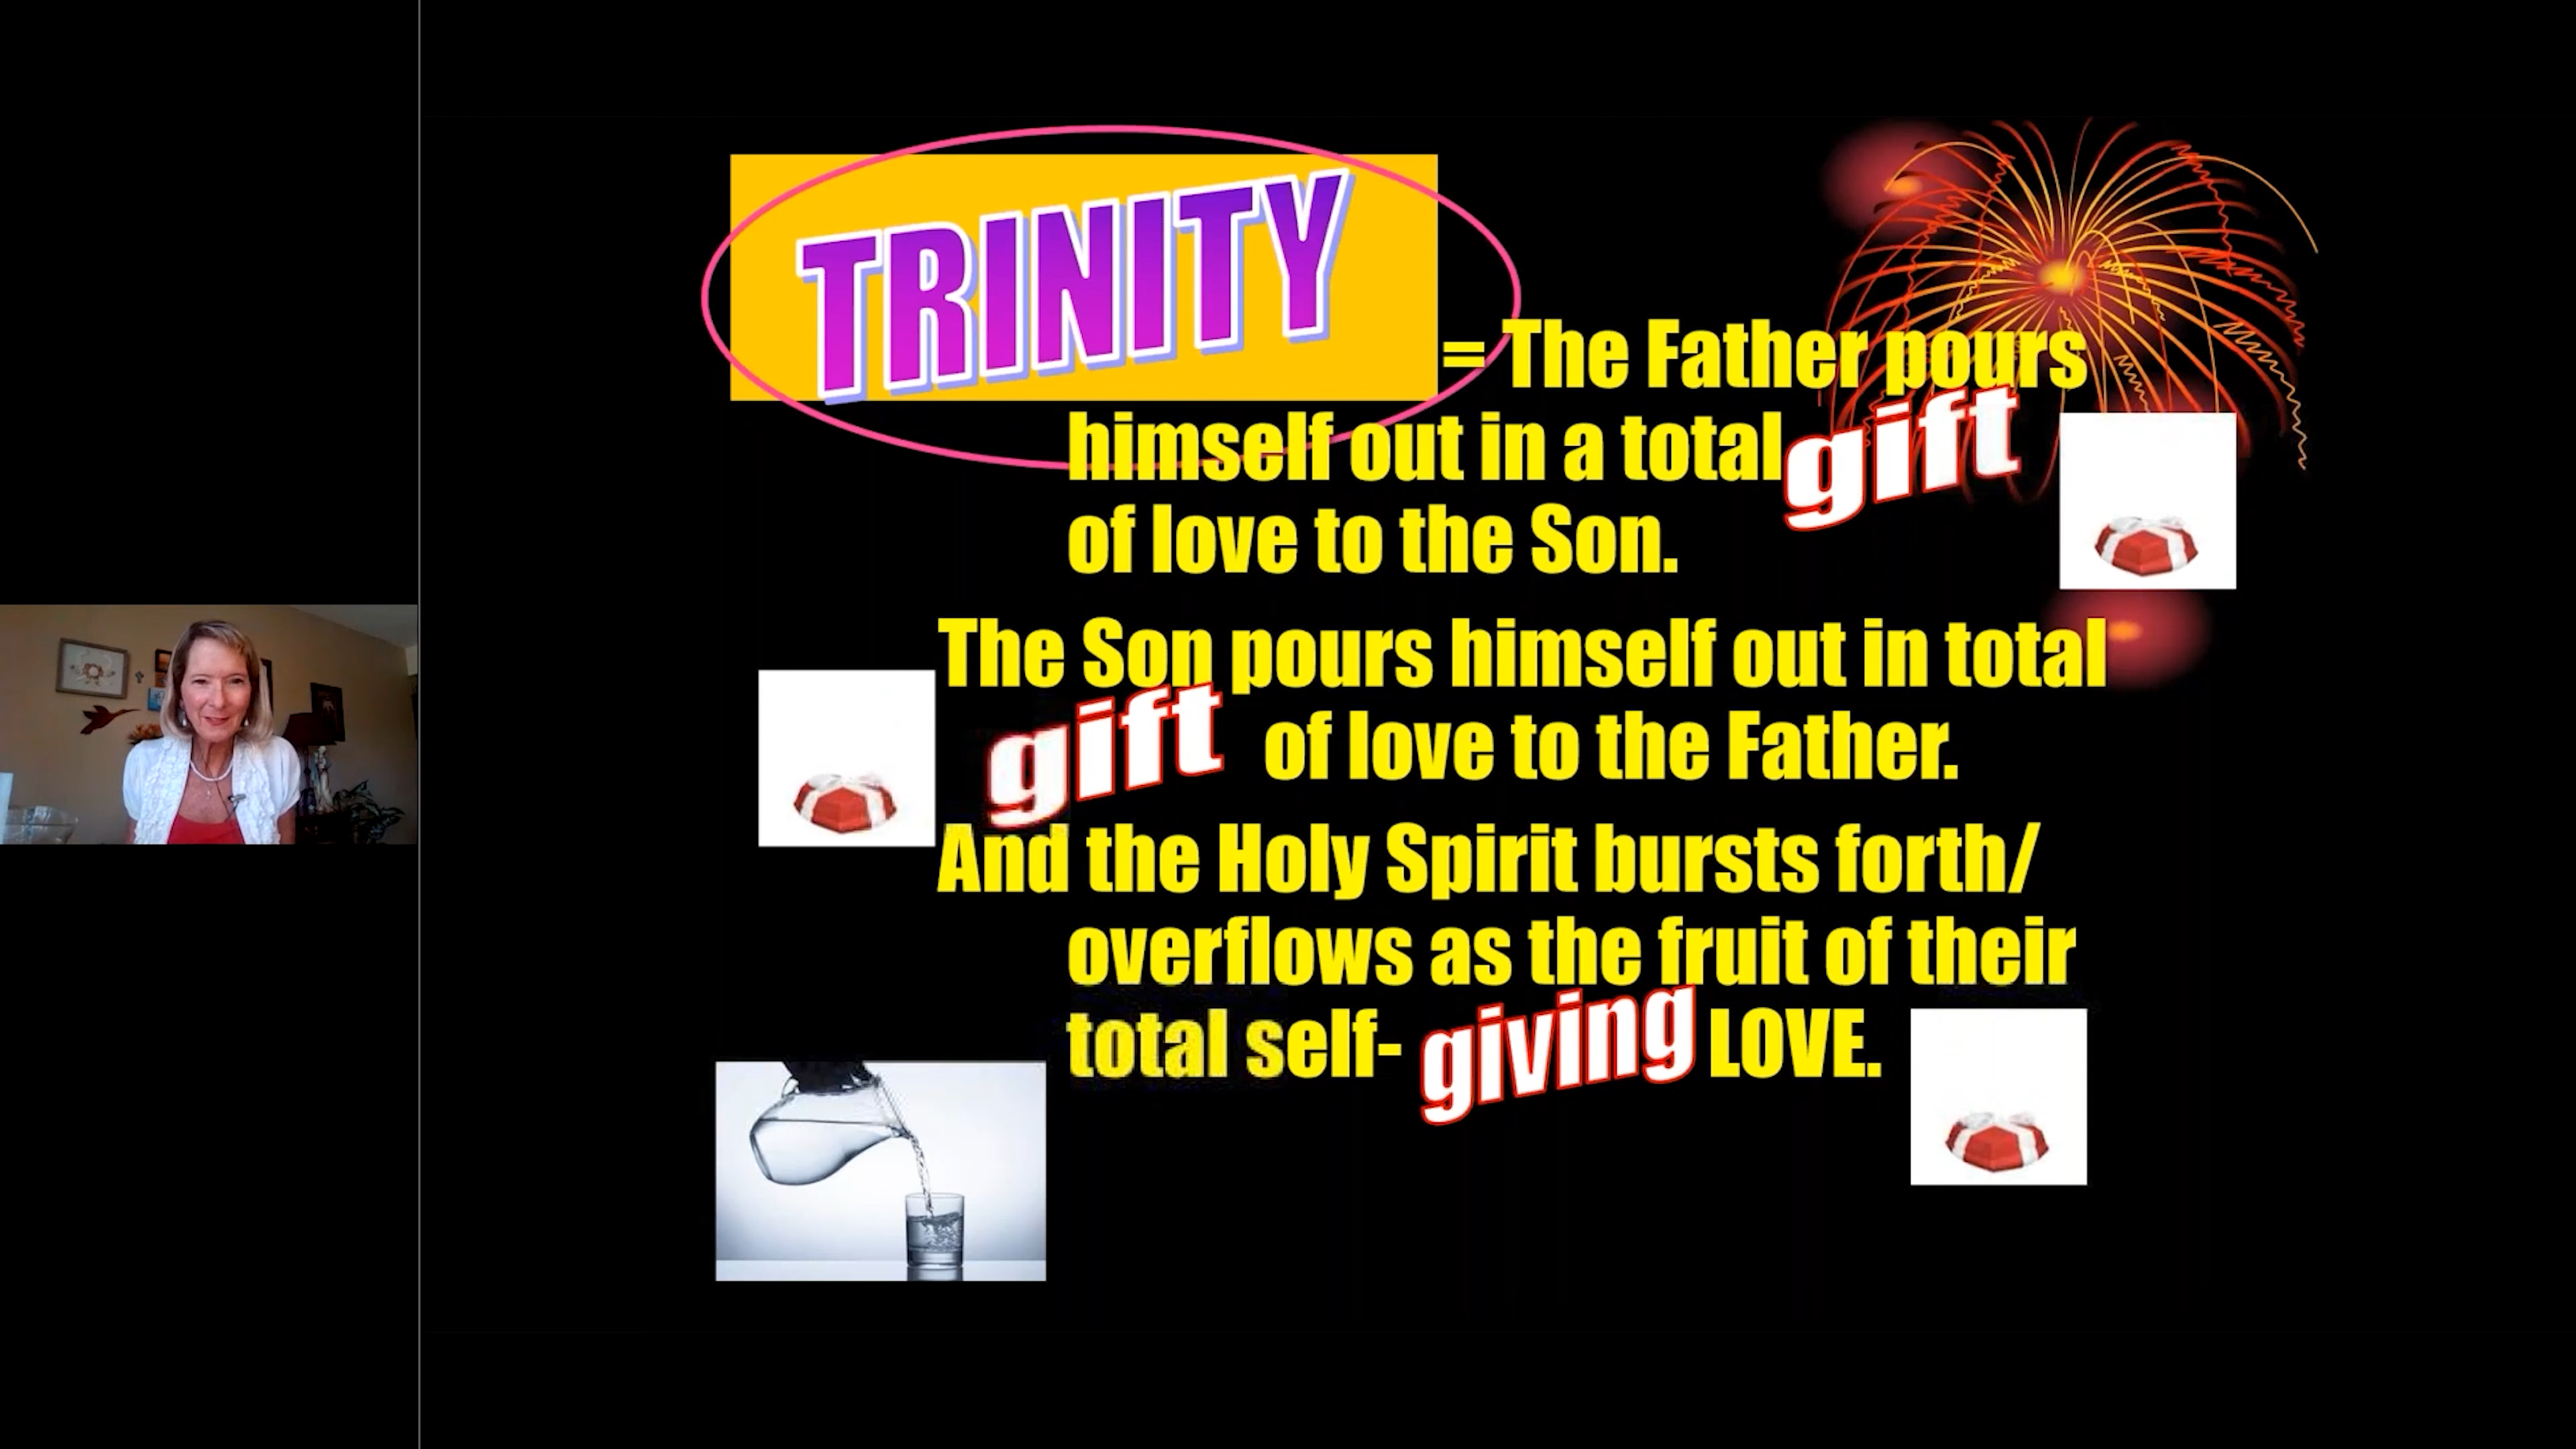 TRINITY
= The Father pours
himself out in a total gift
of love to the Son.
The Son pours himself out in total
gift of love to the Father.
And the Holy Spirit bursts forth/
overflows as the fruit of their
total self- giving LOVE.